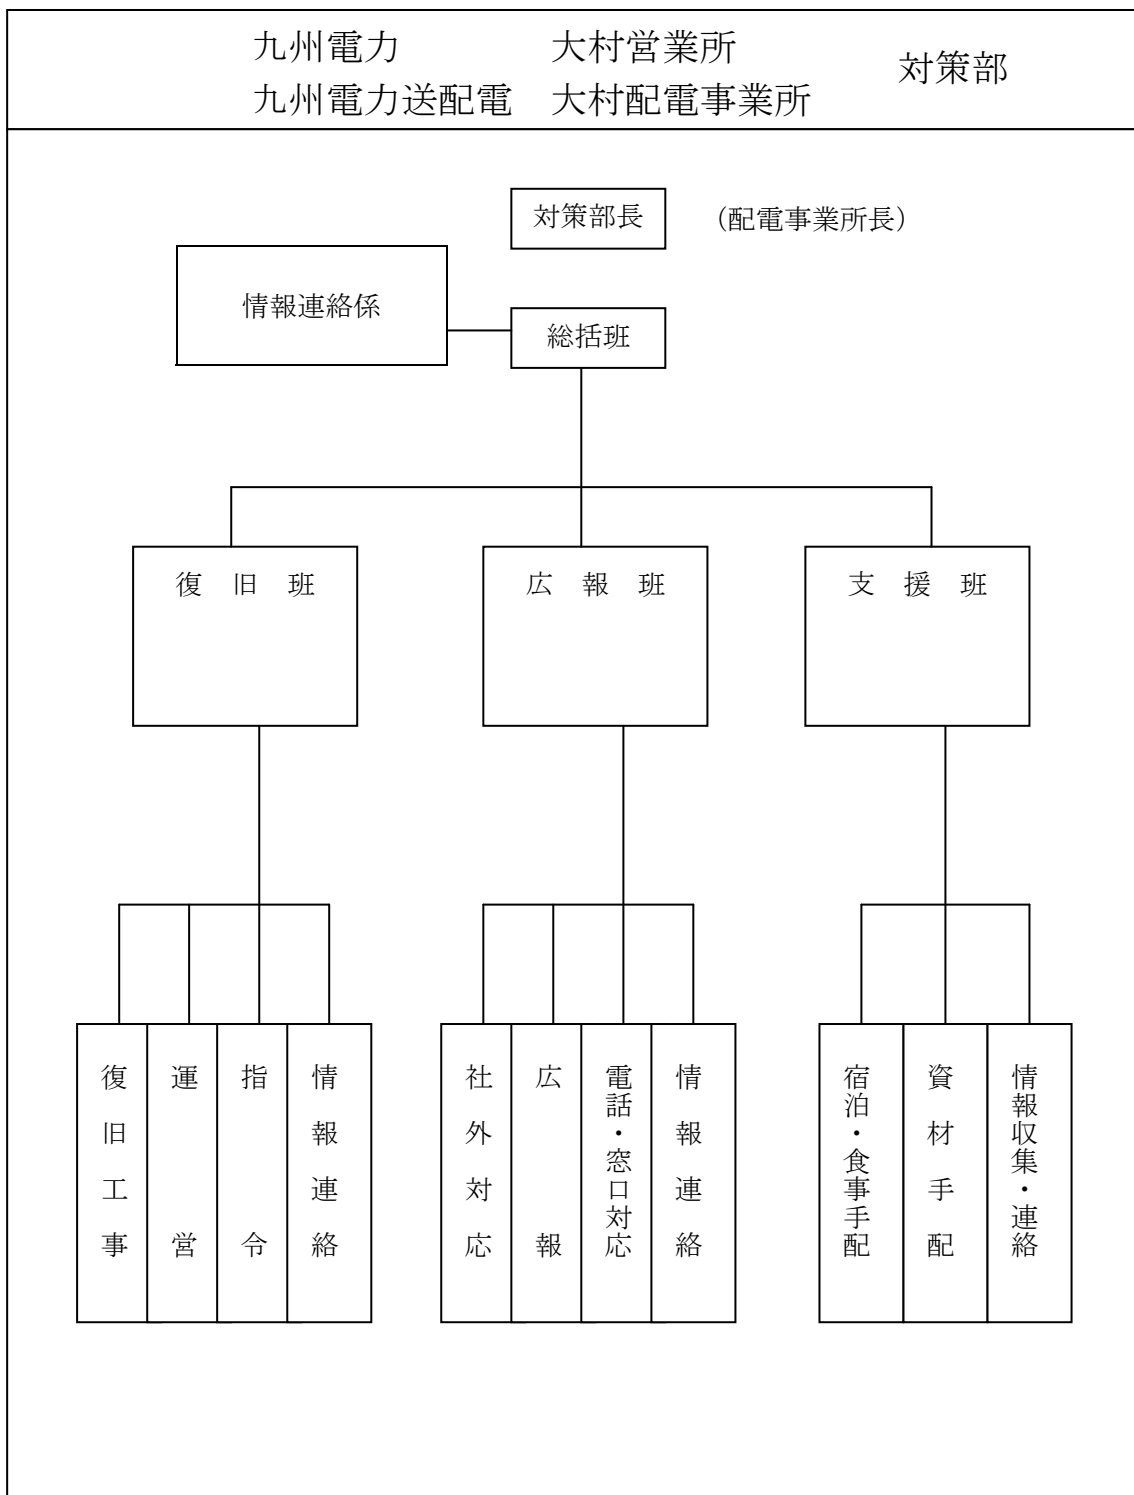 九州電力 大村営業所
九州電力送配電 大村配電事業所
対策部
対策部長 (配電事業所長)
情報連絡係
総括班
復旧班
広報班
支援班
復旧工事
運営
指令
情報連絡
社外対応
広報
電話・窓口対応
情報連絡
宿泊・食事手配
資材手配
情報収集・連絡